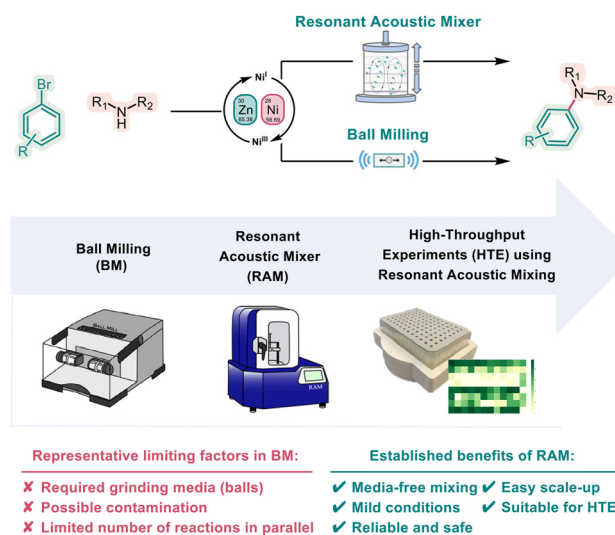 Resonant Acoustic Mixer
Br
R
R₁ N R₂
H
Niᴵ
30 Zn 65.38
28 Ni 58.69
Niᴵᴵᴵ
Ball Milling
R₁
N R₂
R
Ball Milling
(BM)
Resonant
Acoustic Mixer
(RAM)
High-Throughput
Experiments (HTE) using
Resonant Acoustic Mixing
BALL MILL
RAM
Representative limiting factors in BM:
✘ Required grinding media (balls)
✘ Possible contamination
✘ Limited number of reactions in parallel
Established benefits of RAM:
✔ Media-free mixing ✔ Easy scale-up
✔ Mild conditions ✔ Suitable for HTE
✔ Reliable and safe